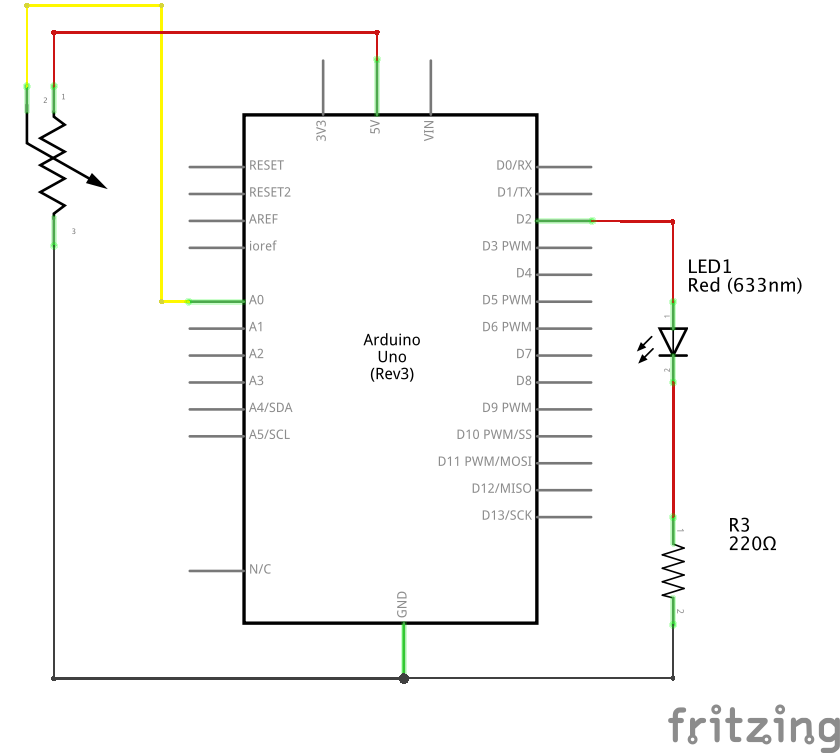 2 1
3
3V3
5V
VIN
RESET
RESET2
AREF
ioref
A0
A1
A2
A3
A4/SDA
A5/SCL
N/C
Arduino
Uno
(Rev3)
D0/RX
D1/TX
D2
D3 PWM
D4
D5 PWM
D6 PWM
D7
D8
D9 PWM
D10 PWM/SS
D11 PWM/MOSI
D12/MISO
D13/SCK
GND
LED1
Red (633nm)
1
2
R3
220Ω
1
2
fritzing